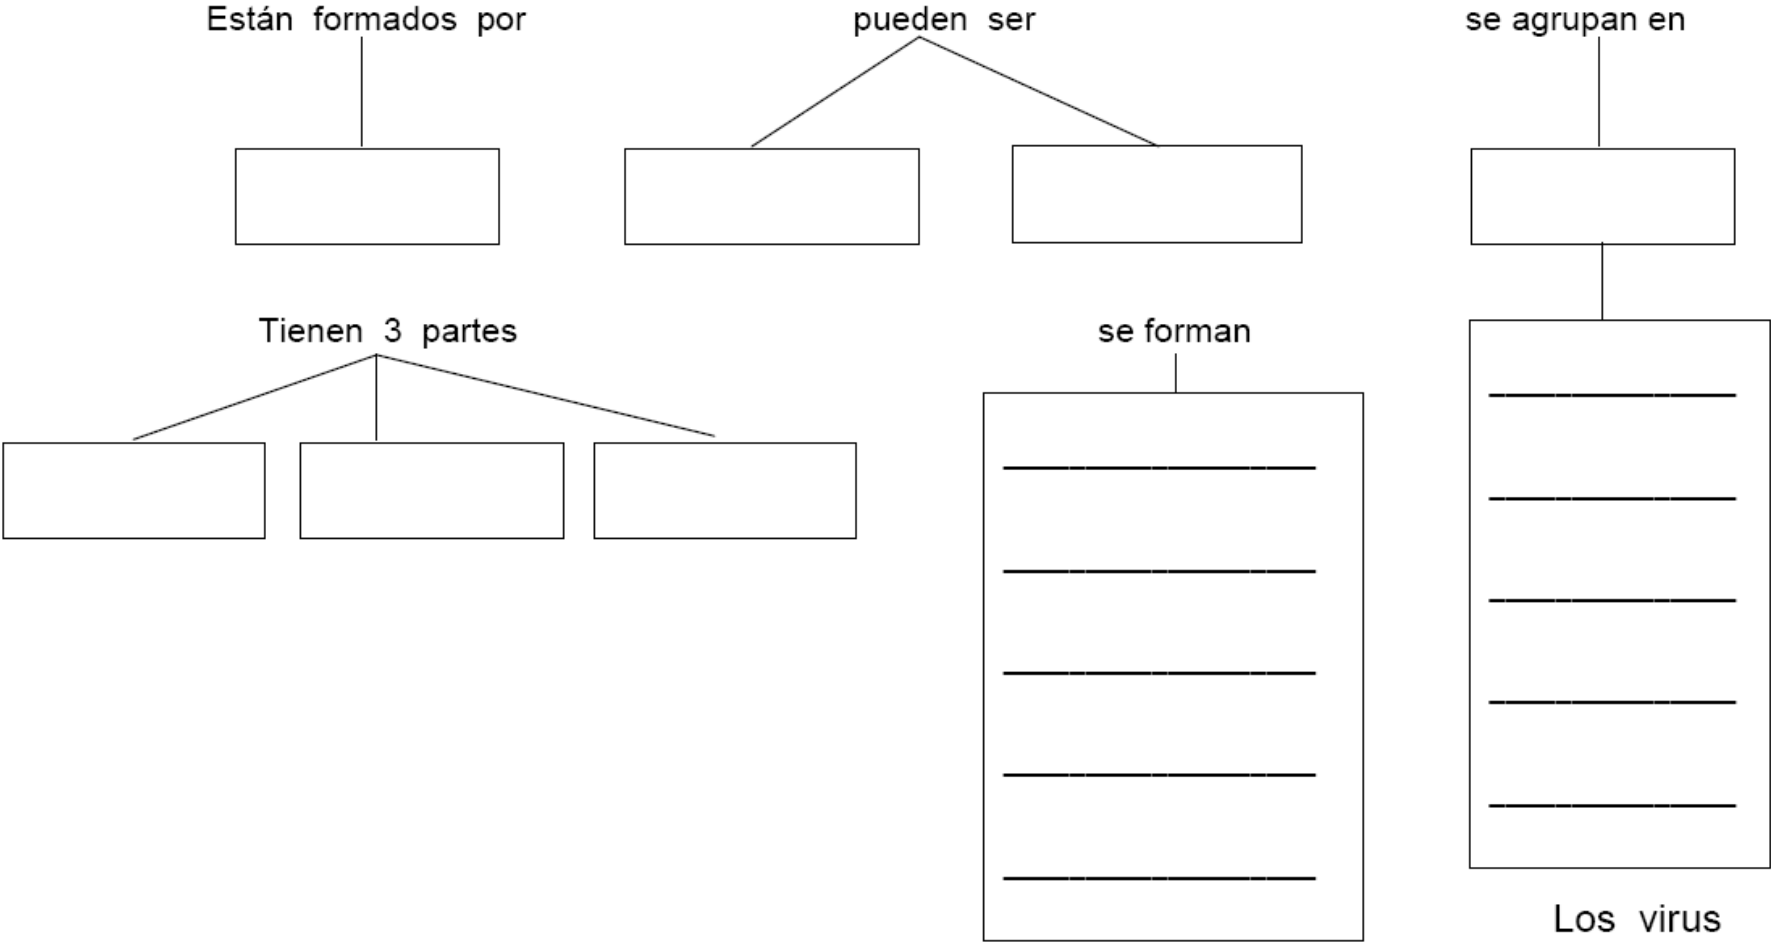 Están formados por
pueden ser
se agrupan en
Tienen 3 partes
se forman
Los virus